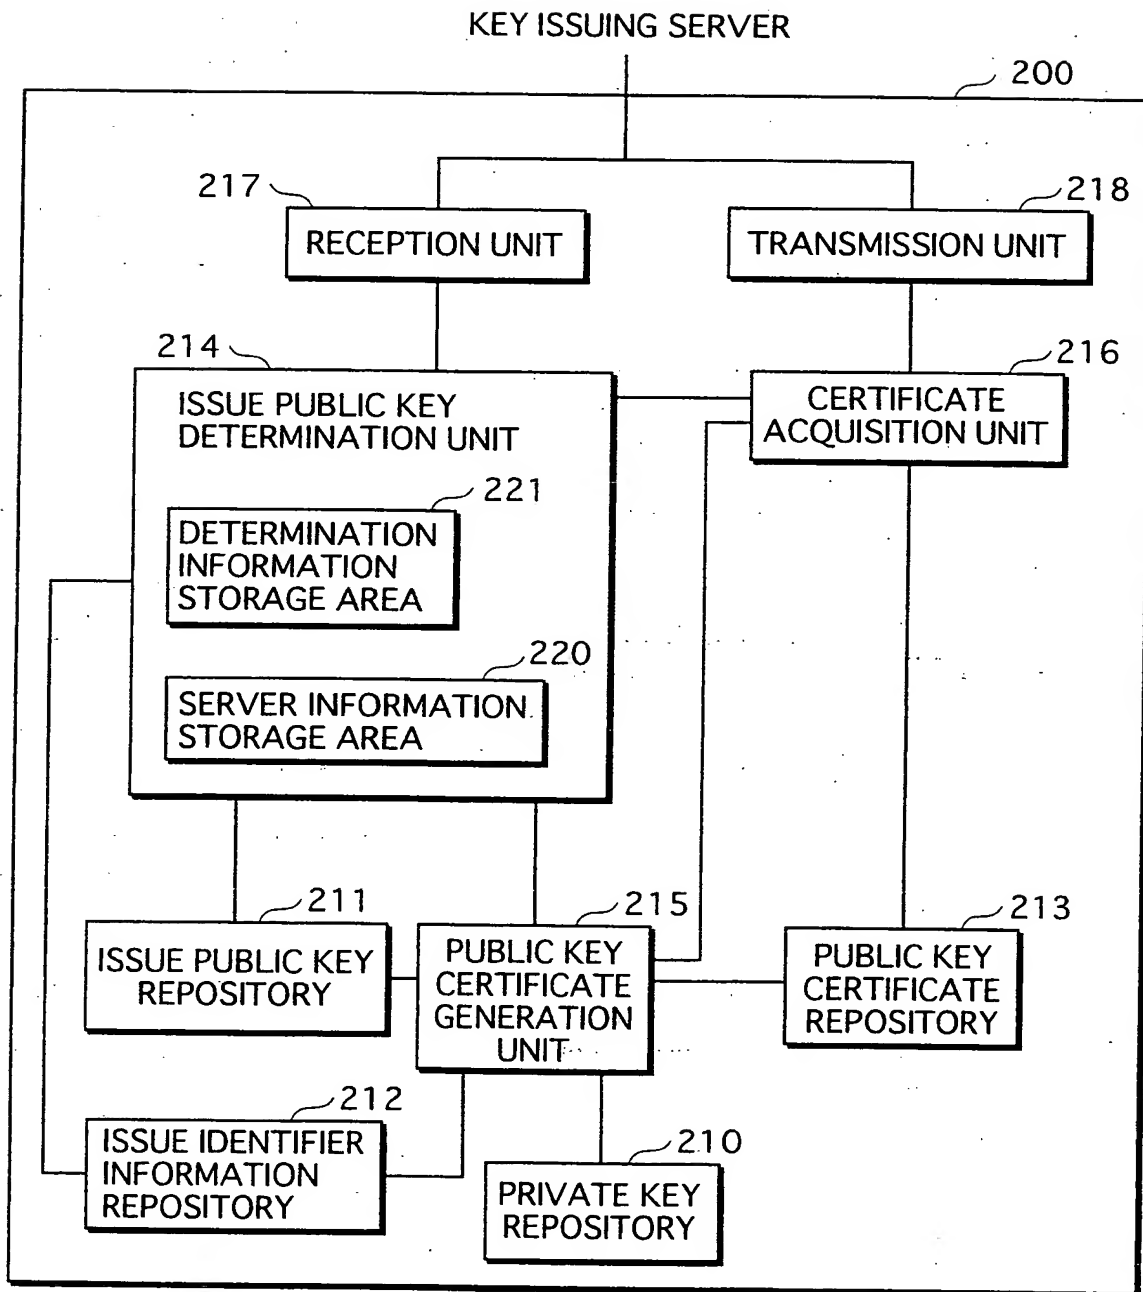 KEY ISSUING SERVER
200
217
218
RECEPTION UNIT
TRANSMISSION UNIT
214
216
ISSUE PUBLIC KEY
DETERMINATION UNIT
CERTIFICATE
ACQUISITION UNIT
221
DETERMINATION
INFORMATION
STORAGE AREA
220
SERVER INFORMATION
STORAGE AREA
211
215
213
ISSUE PUBLIC KEY
REPOSITORY
PUBLIC KEY
CERTIFICATE
GENERATION
UNIT
PUBLIC KEY
CERTIFICATE
REPOSITORY
212
210
ISSUE IDENTIFIER
INFORMATION
REPOSITORY
PRIVATE KEY
REPOSITORY